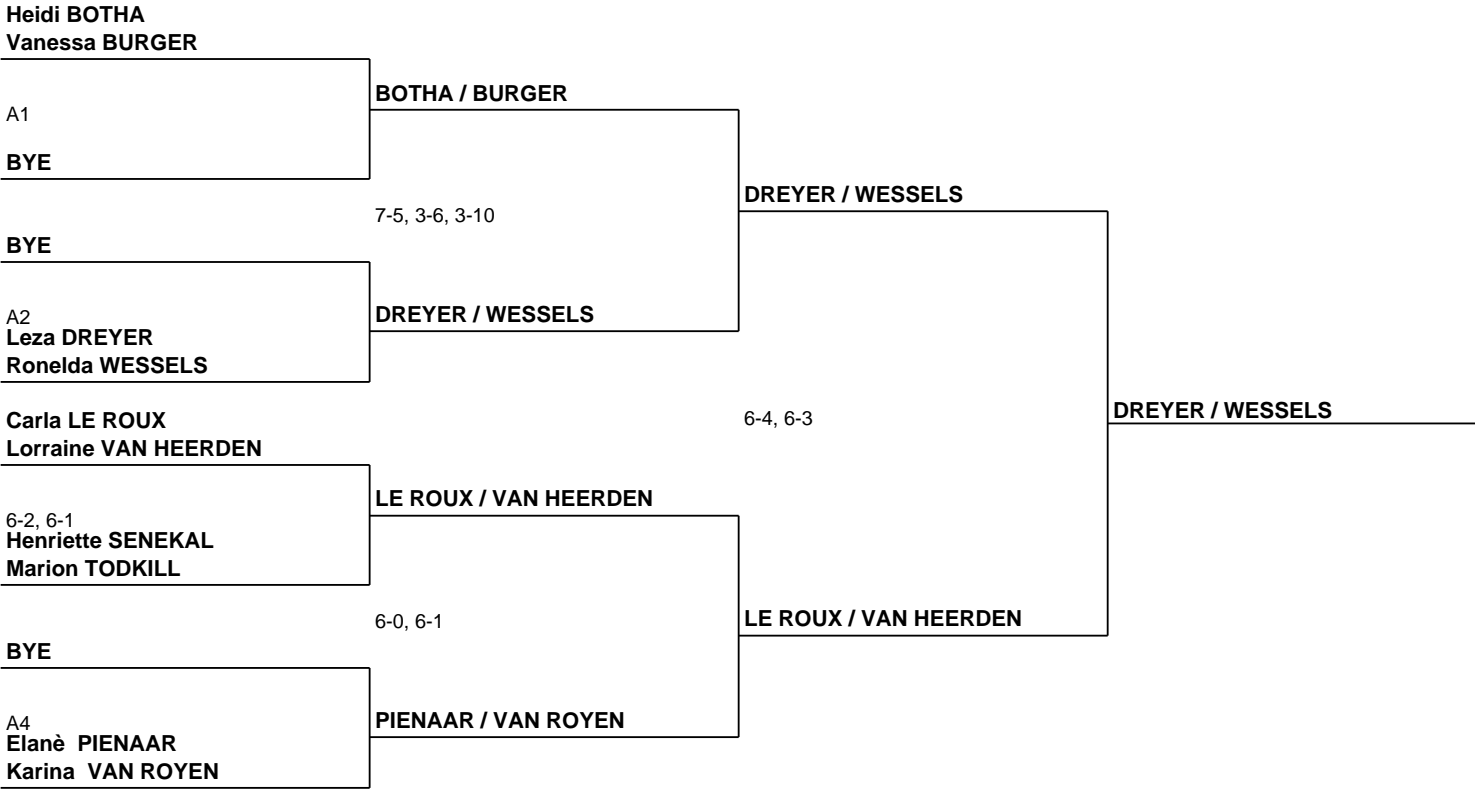 Heidi BOTHA
Vanessa BURGER
A1
BYE
BOTHA / BURGER
7-5, 3-6, 3-10
BYE
A2
Leza DREYER
Ronelda WESSELS
DREYER / WESSELS
DREYER / WESSELS
Carla LE ROUX
Lorraine VAN HEERDEN
6-2, 6-1
Henriette SENEKAL
Marion TODKILL
LE ROUX / VAN HEERDEN
6-0, 6-1
BYE
A4
Elanè  PIENAAR
Karina  VAN ROYEN
PIENAAR / VAN ROYEN
LE ROUX / VAN HEERDEN
6-4, 6-3
DREYER / WESSELS